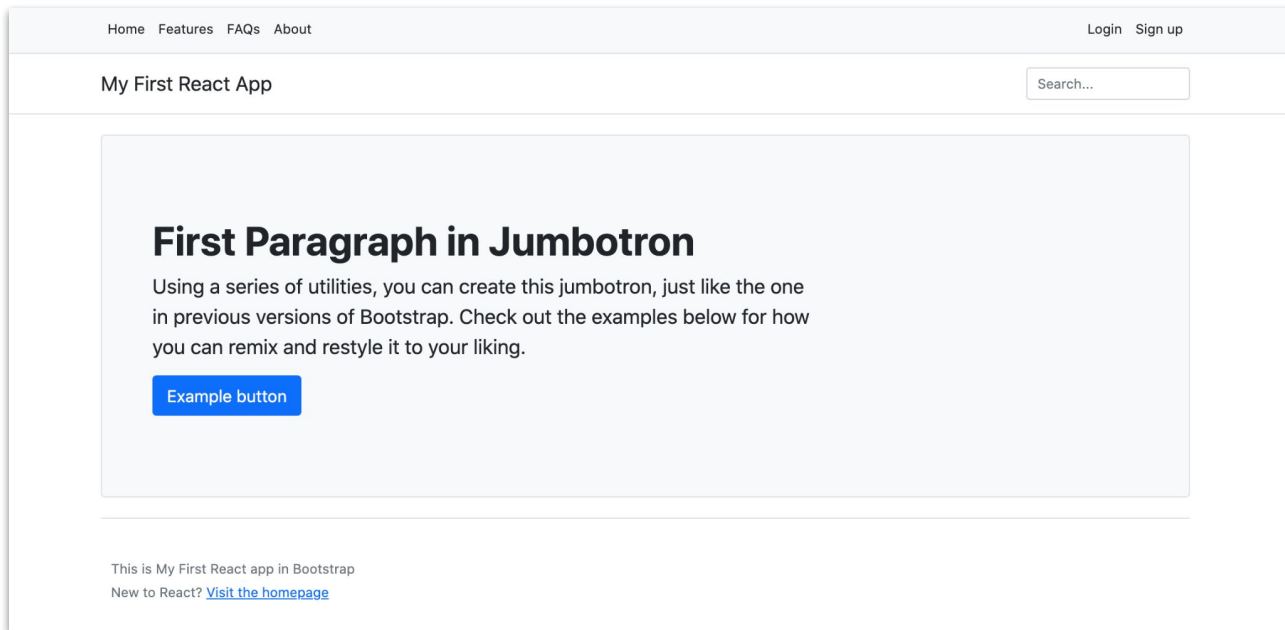 Home Features FAQs About Login Sign up
My First React App Search...
First Paragraph in Jumbotron
Using a series of utilities, you can create this jumbotron, just like the one
in previous versions of Bootstrap. Check out the examples below for how
you can remix and restyle it to your liking.
Example button
This is My First React app in Bootstrap
New to React? Visit the homepage